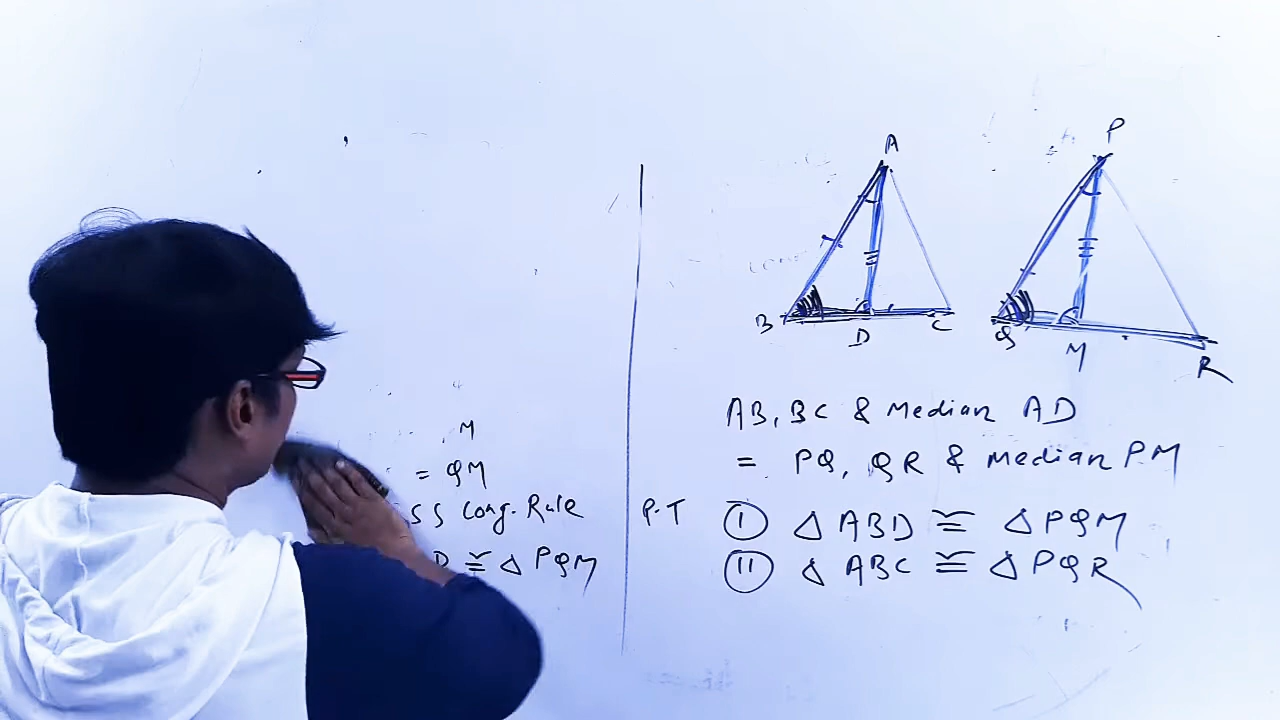 M
= QM
SS Cong. Rule
D ≅ Δ PQM
A
B
D
C
P
Q
M
R
AB, BC & Median AD
= PQ, QR & Median PM
P.T
(I) Δ ABD ≅ Δ PQM
(II) Δ ABC ≅ Δ PQR